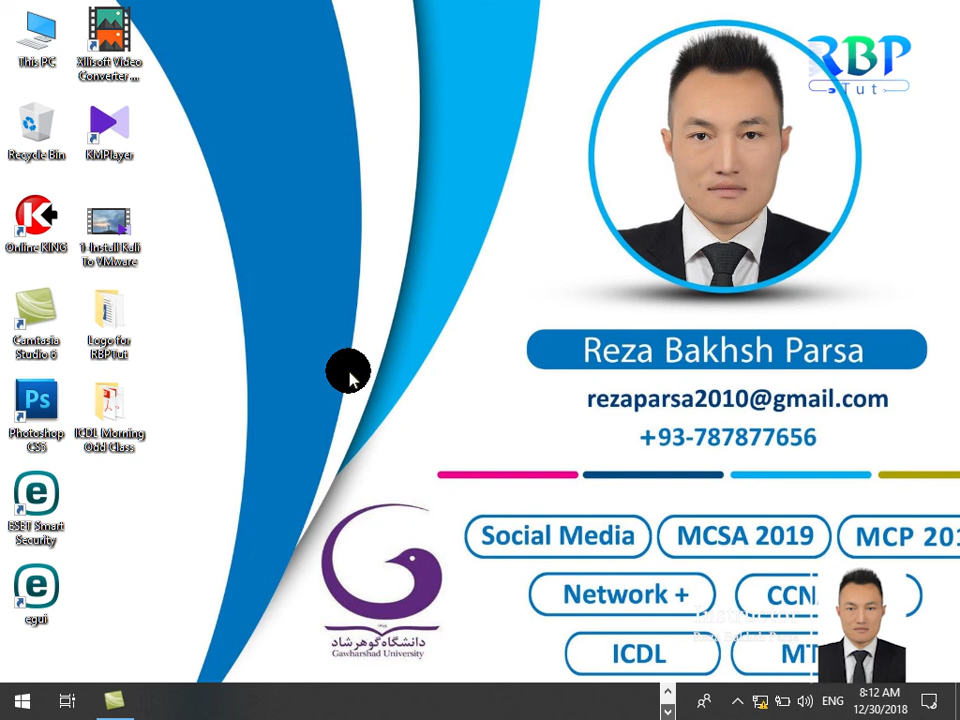 This PC
Xilisoft Video
Converter ...
Recycle Bin
KMPlayer
Online KING
1-Install Kali
To VMware
Camtasia
Studio 6
Logo for
RBPTut
Ps
Photoshop
CS5
ICDL Morning
Odd Class
ESET Smart
Security
egui
RBP
Tut
Reza Bakhsh Parsa
rezaparsa2010@gmail.com
+93-787877656
Social Media
MCSA 2019
MCP 201
Network +
CCN
ICDL
MT
دانشگاه گوهرشاد
Gawharshad University
Instructor
ENG
8:12 AM
12/30/2018